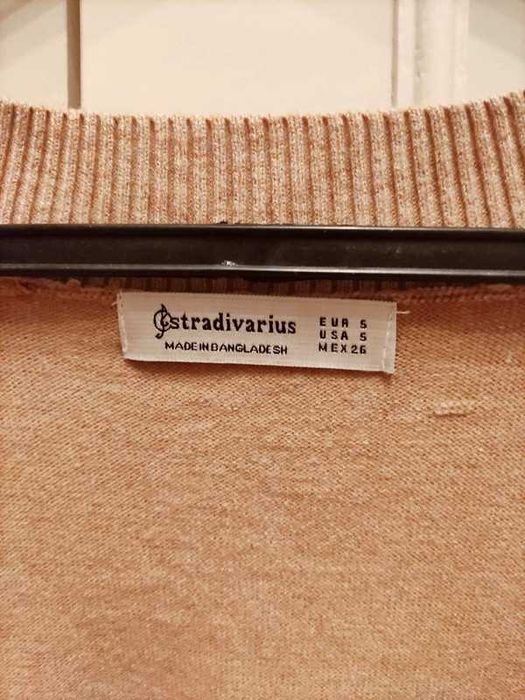 stradivarius
MADE IN BANGLADESH
EUR S
USA S
MEX 26